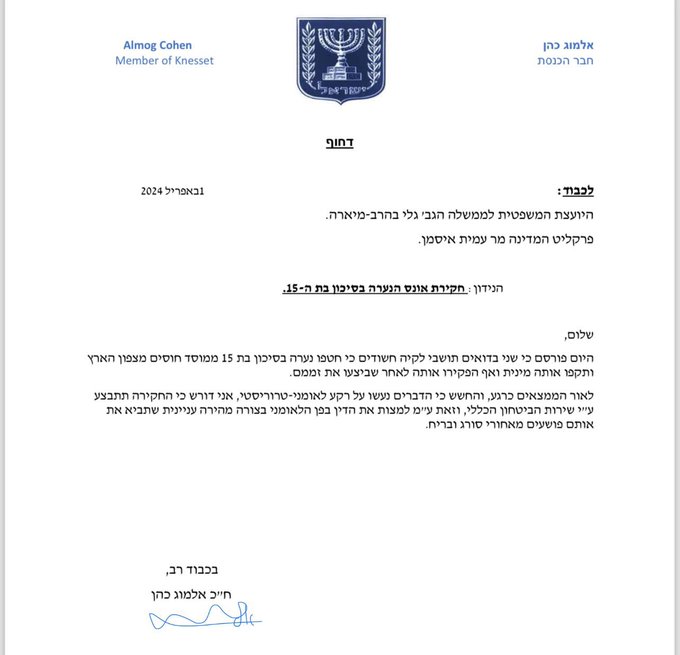 Almog Cohen
Member of Knesset
אלמוג כהן
חבר הכנסת
ישראל
דחוף
1באפריל 2024
לכבוד:
היועצת המשפטית לממשלה הגב' גלי בהרב-מיארה.
פרקליט המדינה מר עמית איסמן.
הנידון: חקירת אונס הנערה בסיכון בת ה-15.
שלום,
היום פורסם כי שני בדואים תושבי לקיה חשודים כי חטפו נערה בסיכון בת 15 ממוסד חוסים מצפון הארץ
ותקפו אותה מינית ואף הפקירו אותה לאחר שביצעו את זממם.
לאור הממצאים כרגע, והחשש כי הדברים נעשו על רקע לאומני-טרוריסטי, אני דורש כי החקירה תתבצע
ע״י שירות הביטחון הכללי, וזאת ע״מ למצות את הדין בפן הלאומני בצורה מהירה עניינית שתביא את
אותם פושעים מאחורי סורג ובריח.
בכבוד רב,
ח״כ אלמוג כהן